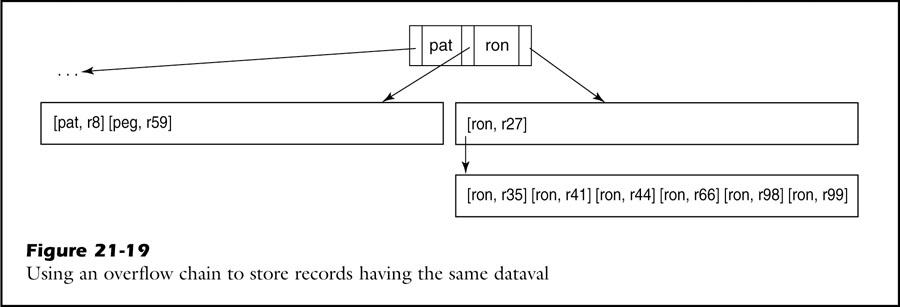 pat ron
...
[pat, r8] [peg, r59]
[ron, r27]
[ron, r35] [ron, r41] [ron, r44] [ron, r66] [ron, r98] [ron, r99]
Figure 21-19
Using an overflow chain to store records having the same dataval